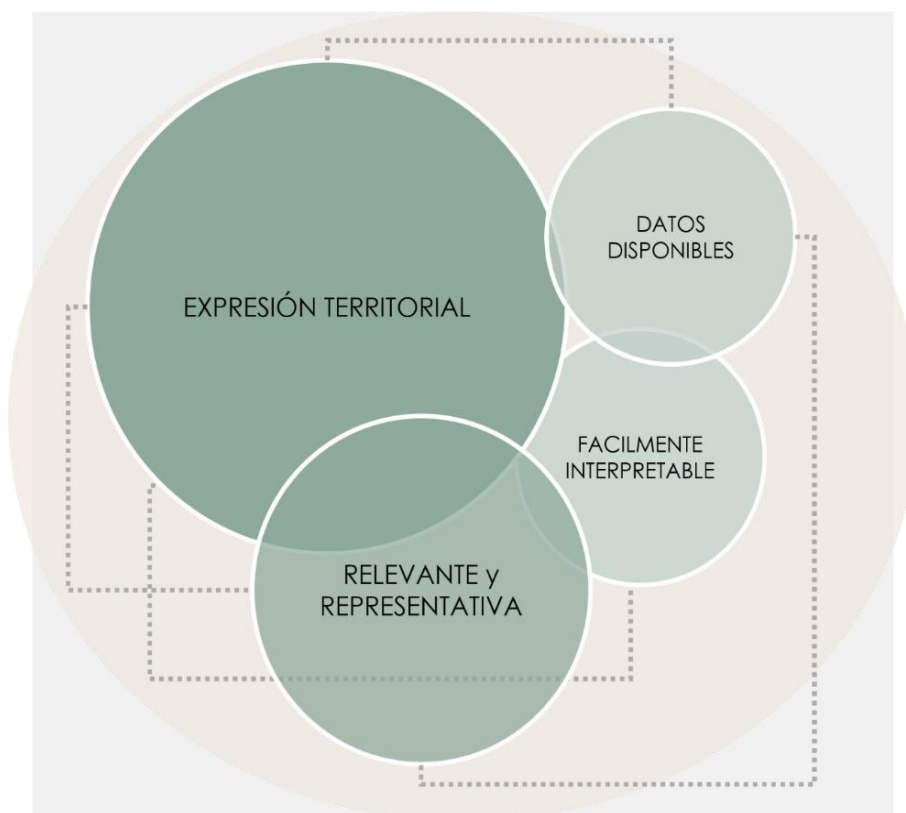 DATOS
DISPONIBLES
EXPRESIÓN TERRITORIAL
FACILMENTE
INTERPRETABLE
RELEVANTE y
REPRESENTATIVA